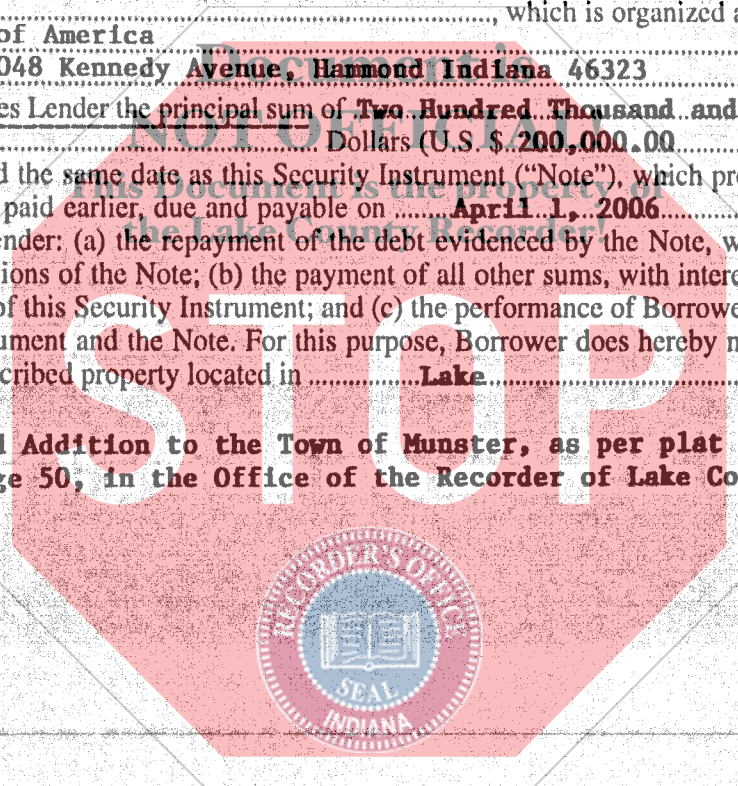 , which is organized a
of America
048 Kennedy Avenue, Hammond Indiana 46323
Document is
es Lender the principal sum of Two Hundred Thousand and
NOT OFFICIAL!
Dollars (U.S. $ 200,000.00
d the same date as this Security Instrument (“Note”), which pr
This Document is the property of
paid earlier, due and payable on April 1, 2006
the Lake County Recorder!
ender: (a) the repayment of the debt evidenced by the Note, w
ions of the Note; (b) the payment of all other sums, with intere
of this Security Instrument; and (c) the performance of Borrowe
ument and the Note. For this purpose, Borrower does hereby m
cribed property located in Lake
STOP
l Addition to the Town of Munster, as per plat
ge 50, in the Office of the Recorder of Lake Co
RECORDER'S OFFICE
SEAL
INDIANA